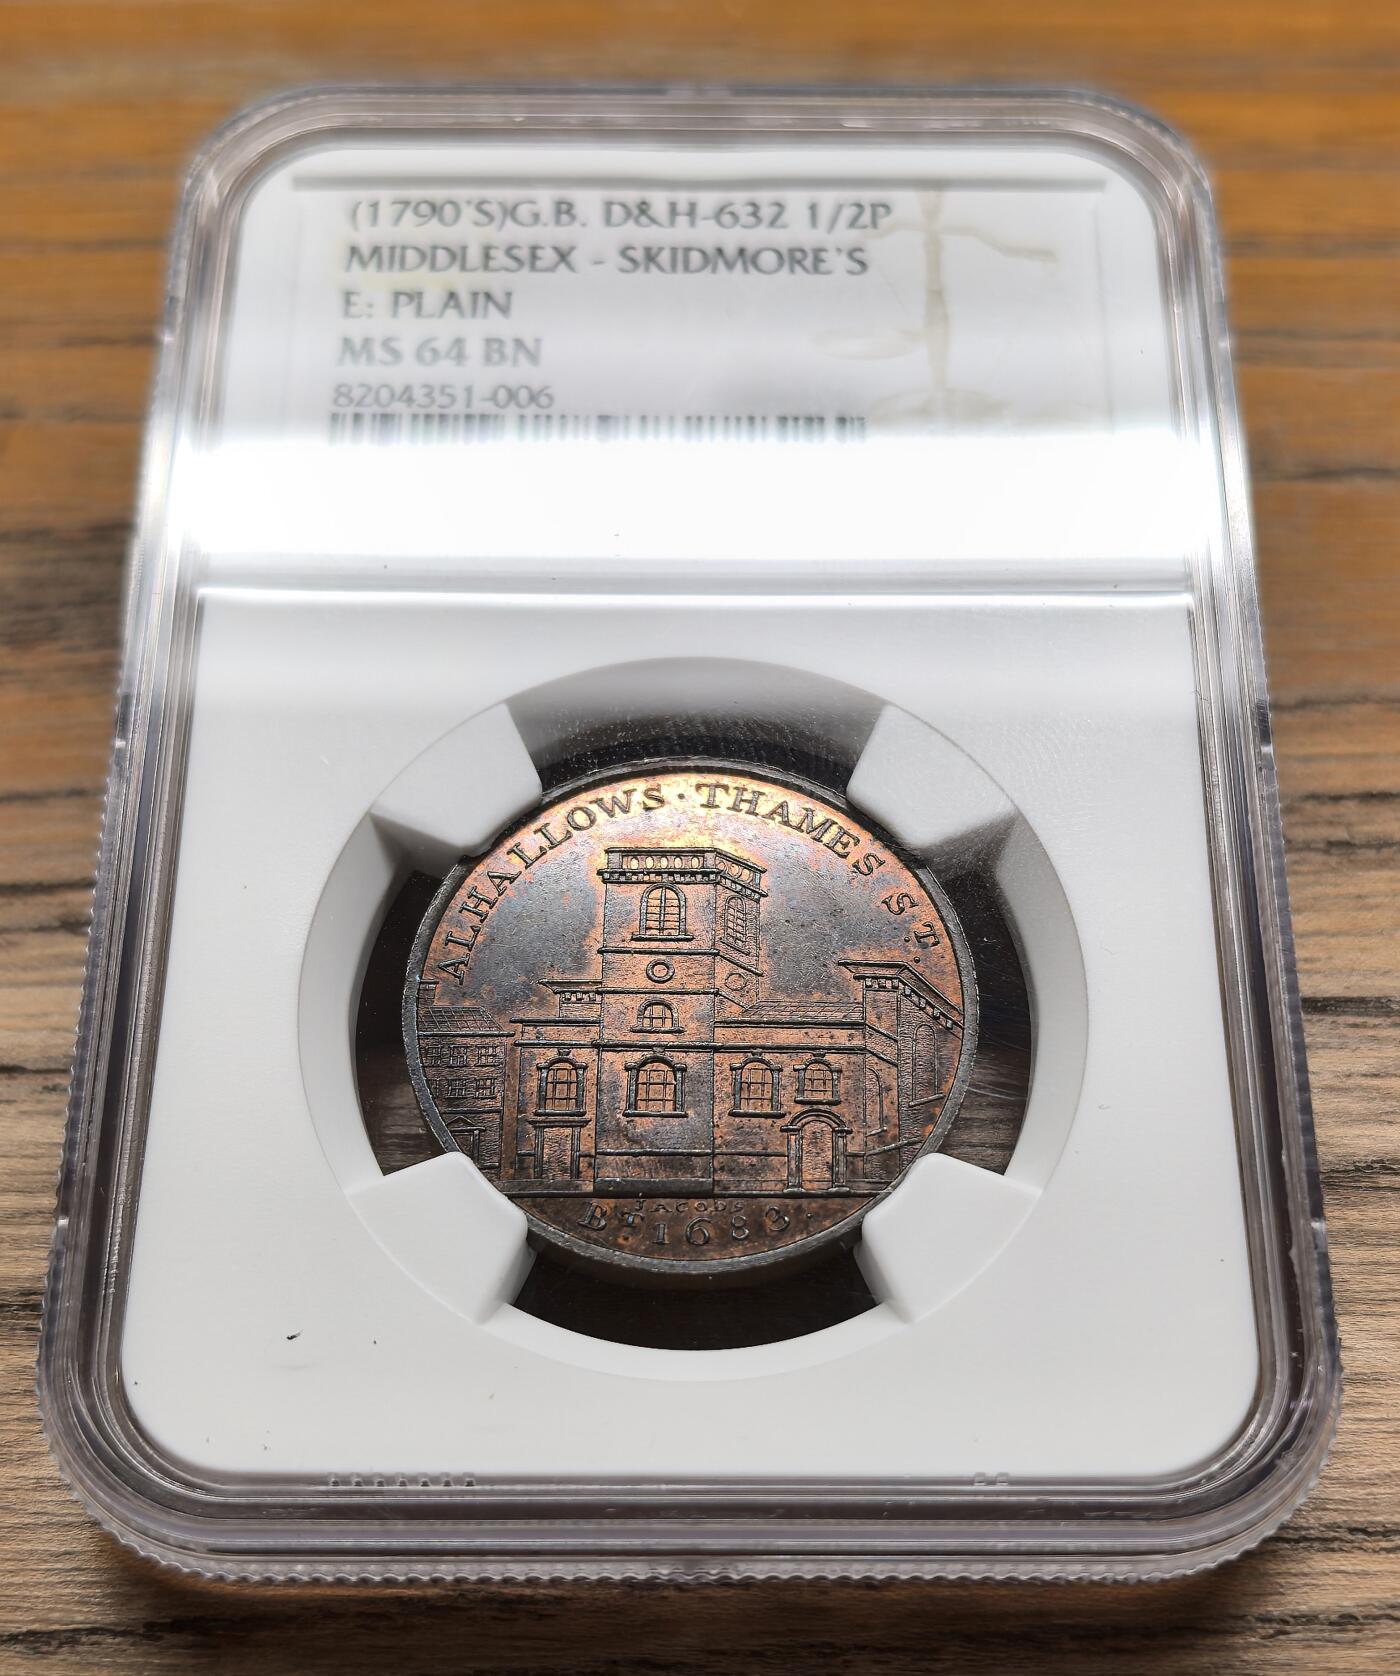 (1790'S)G.B. D&H-632 1/2P
MIDDLESEX - SKIDMORE'S
E: PLAIN
MS 64 BN
8204351-006
ALHALLOWS · THAMES ST.
JACOBS
BT. 1683.